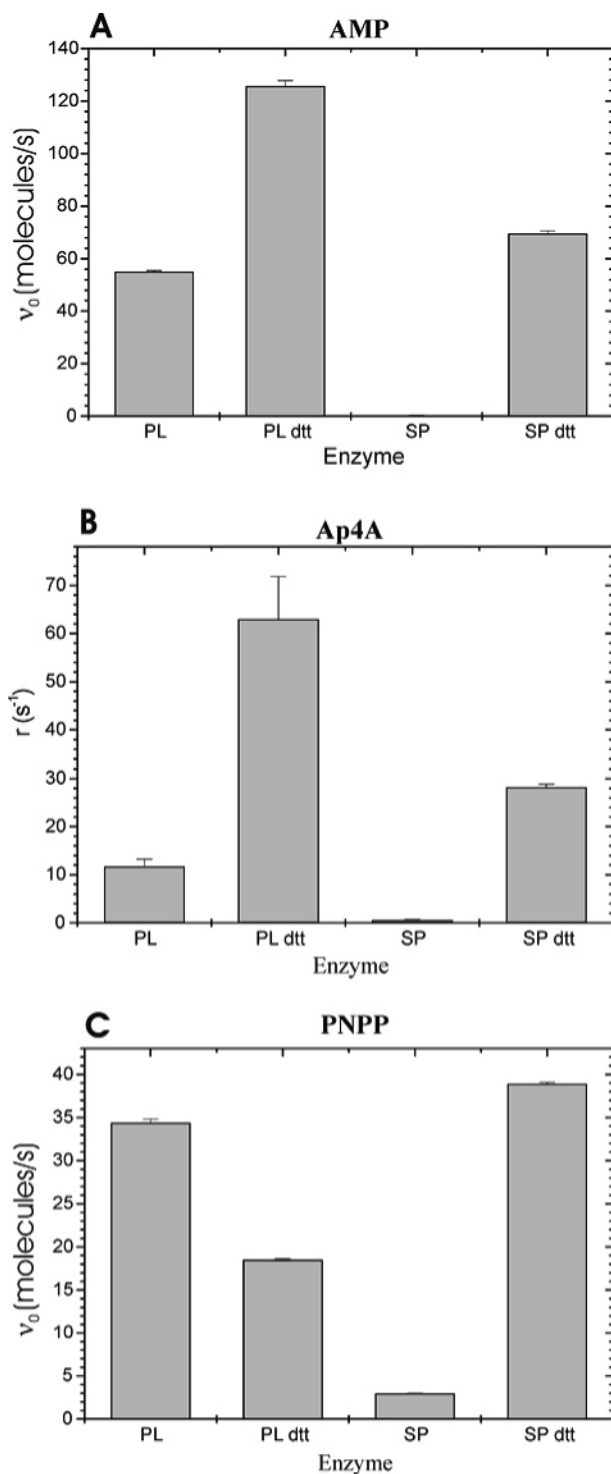 A
AMP
140
120
100
80
60
40
20
0
ν₀(molecules/s)
PL PL dtt SP SP dtt
Enzyme
B
Ap4A
70
60
50
40
30
20
10
0
r (s⁻¹)
PL PL dtt SP SP dtt
Enzyme
C
PNPP
40
35
30
25
20
15
10
5
0
ν₀(molecules/s)
PL PL dtt SP SP dtt
Enzyme